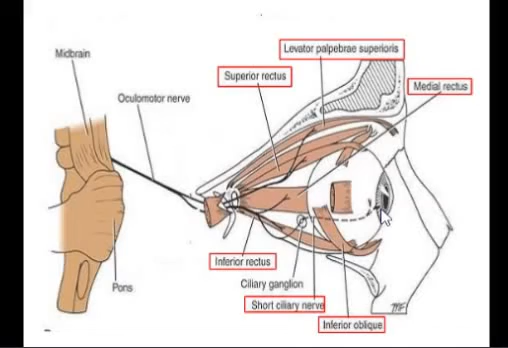 Midbrain
Levator palpebrae superioris
Superior rectus
Medial rectus
Oculomotor nerve
Inferior rectus
Ciliary ganglion
Pons
Short ciliary nerve
Inferior oblique